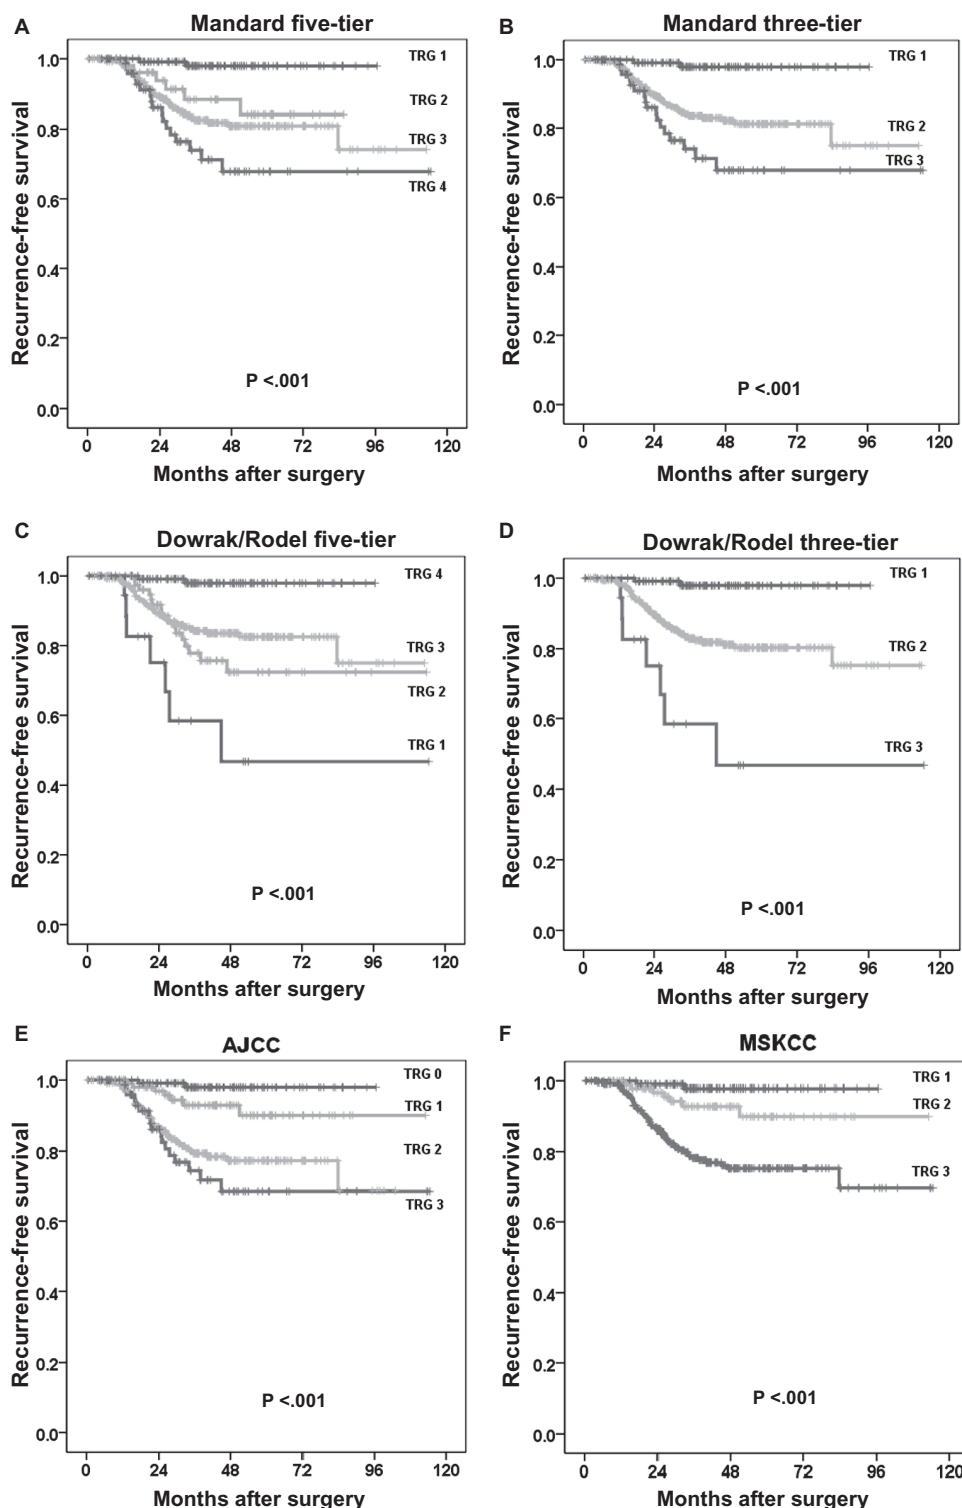 A Mandard five-tier
Recurrence-free survival
1.0
0.8
0.6
0.4
0.2
0.0
TRG 1
TRG 2
TRG 3
TRG 4
P <.001
0 24 48 72 96 120
Months after surgery
B Mandard three-tier
Recurrence-free survival
1.0
0.8
0.6
0.4
0.2
0.0
TRG 1
TRG 2
TRG 3
P <.001
0 24 48 72 96 120
Months after surgery
C Dowrak/Rodel five-tier
Recurrence-free survival
1.0
0.8
0.6
0.4
0.2
0.0
TRG 4
TRG 3
TRG 2
TRG 1
P <.001
0 24 48 72 96 120
Months after surgery
D Dowrak/Rodel three-tier
Recurrence-free survival
1.0
0.8
0.6
0.4
0.2
0.0
TRG 1
TRG 2
TRG 3
P <.001
0 24 48 72 96 120
Months after surgery
E AJCC
Recurrence-free survival
1.0
0.8
0.6
0.4
0.2
0.0
TRG 0
TRG 1
TRG 2
TRG 3
P <.001
0 24 48 72 96 120
Months after surgery
F MSKCC
Recurrence-free survival
1.0
0.8
0.6
0.4
0.2
0.0
TRG 1
TRG 2
TRG 3
P <.001
0 24 48 72 96 120
Months after surgery